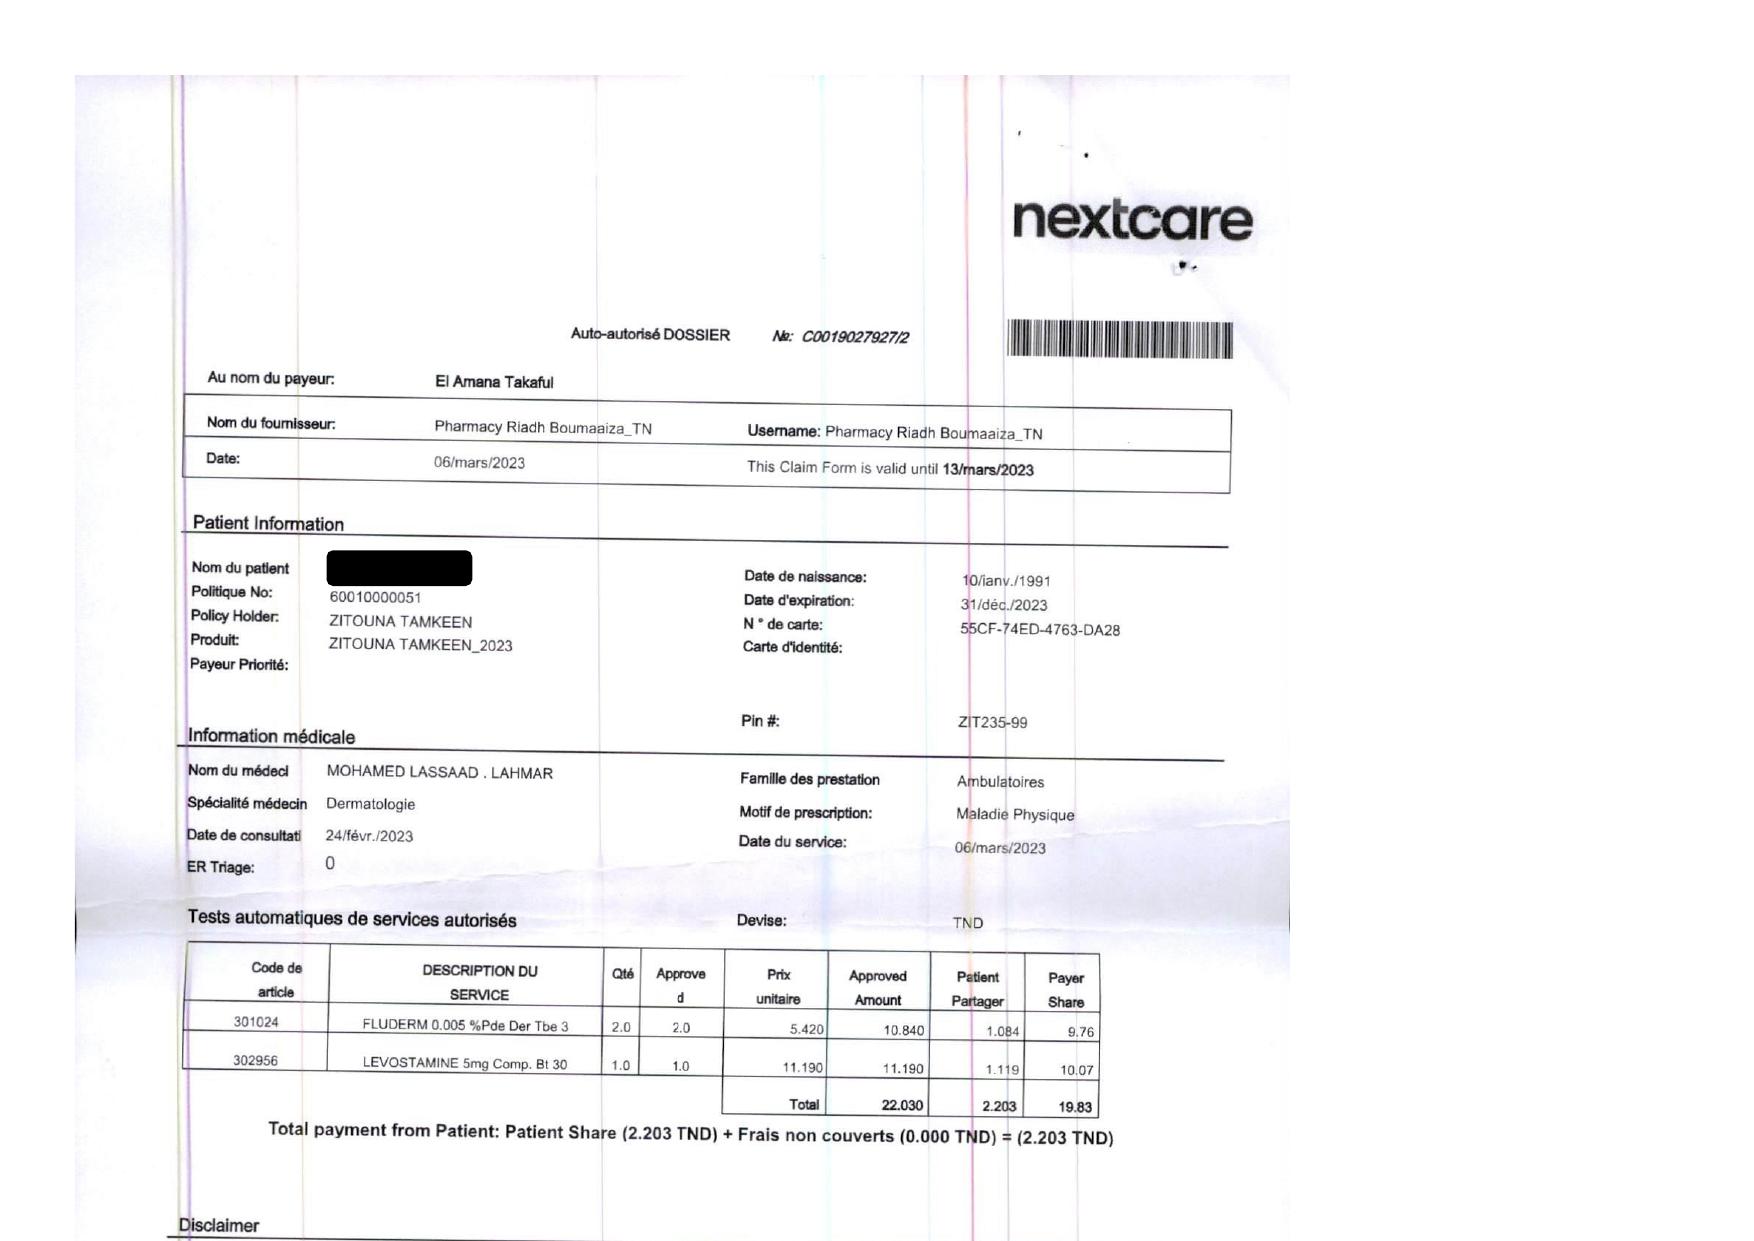 nextcare
Auto-autorisé DOSSIER № : C0019027927/2
Au nom du payeur: El Amana Takaful
Nom du fournisseur: Pharmacy Riadh Boumaaiza_TN Username: Pharmacy Riadh Boumaaiza_TN
Date: 06/mars/2023 This Claim Form is valid until 13/mars/2023
Patient Information
Nom du patient Date de naissance: 10/ianv./1991
Politique No: 60010000051 Date d'expiration: 31/déc./2023
Policy Holder: ZITOUNA TAMKEEN N ° de carte: 55CF-74ED-4763-DA28
Produit: ZITOUNA TAMKEEN_2023 Carte d'identité:
Payeur Priorité:
Pin #: ZIT235-99
Information médicale
Nom du médeci MOHAMED LASSAAD . LAHMAR Famille des prestation Ambulatoires
Spécialité médecin Dermatologie Motif de prescription: Maladie Physique
Date de consultati 24/févr./2023 Date du service: 06/mars/2023
ER Triage: 0
Tests automatiques de services autorisés Devise: TND
Code de article DESCRIPTION DU SERVICE Qté Approve d Prix unitaire Approved Amount Patient Partager Payer Share
301024 FLUDERM 0.005 %Pde Der Tbe 3 2.0 2.0 5.420 10.840 1.084 9.76
302956 LEVOSTAMINE 5mg Comp. Bt 30 1.0 1.0 11.190 11.190 1.119 10.07
Total 22.030 2.203 19.83
Total payment from Patient: Patient Share (2.203 TND) + Frais non couverts (0.000 TND) = (2.203 TND)
Disclaimer